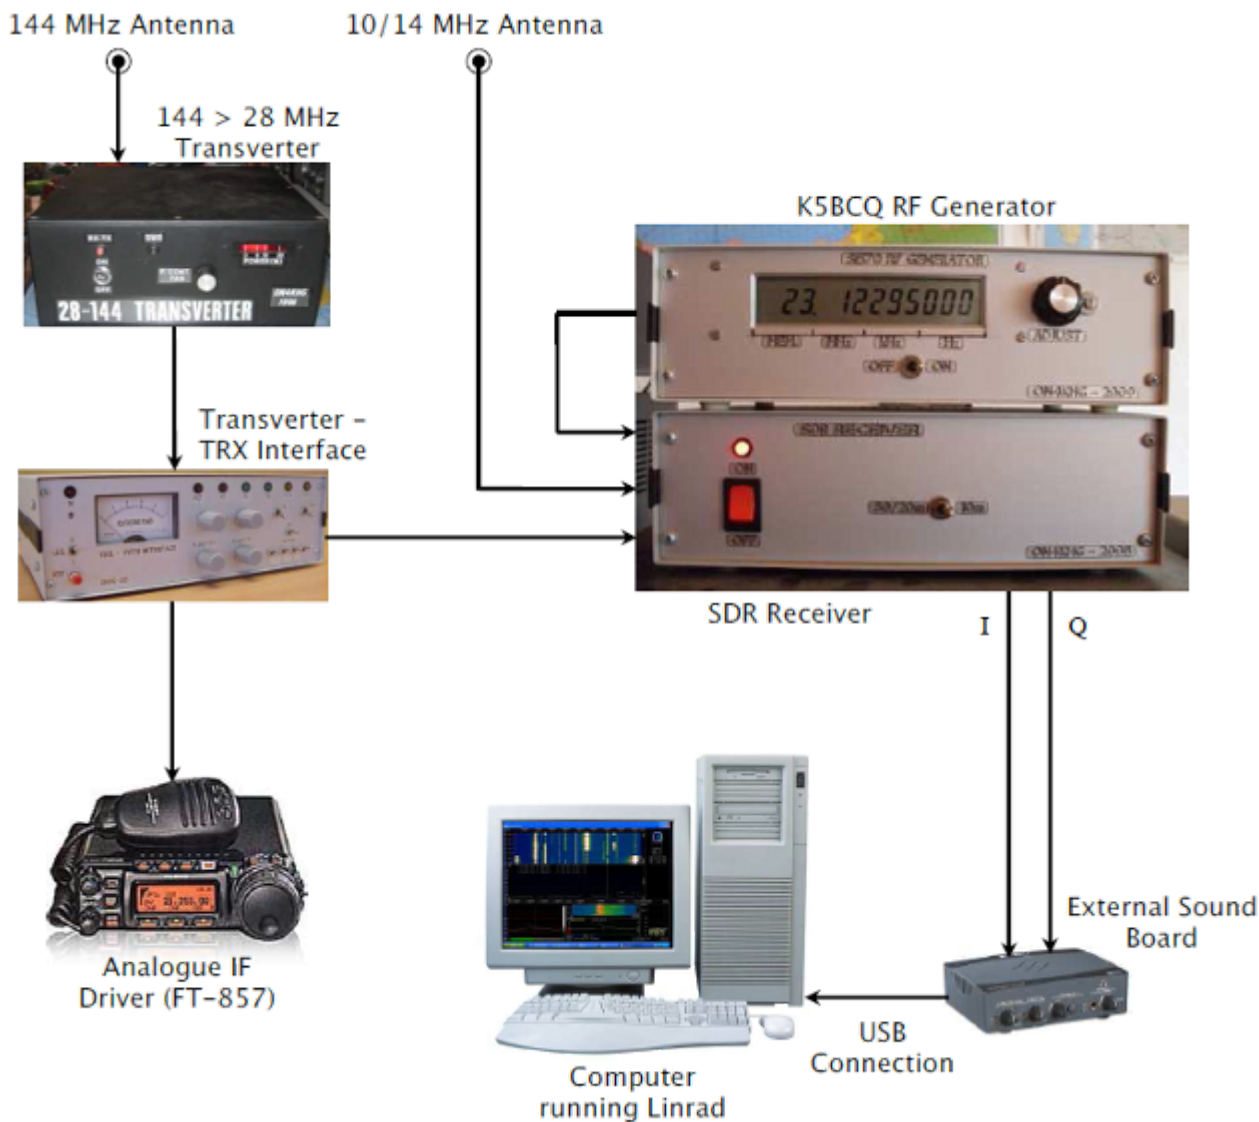 144 MHz Antenna
10/14 MHz Antenna
144 > 28 MHz
Transverter
28-144 TRANSVERTER
K5BCQ RF Generator
RF GENERATOR
23. 12295000
ADJUST
OFF
ON
Transverter –
TRX Interface
SDR RECEIVER
ON
OFF
SDR Receiver
I
Q
External Sound
Board
Analogue IF
Driver (FT-857)
USB
Connection
Computer
running Linrad